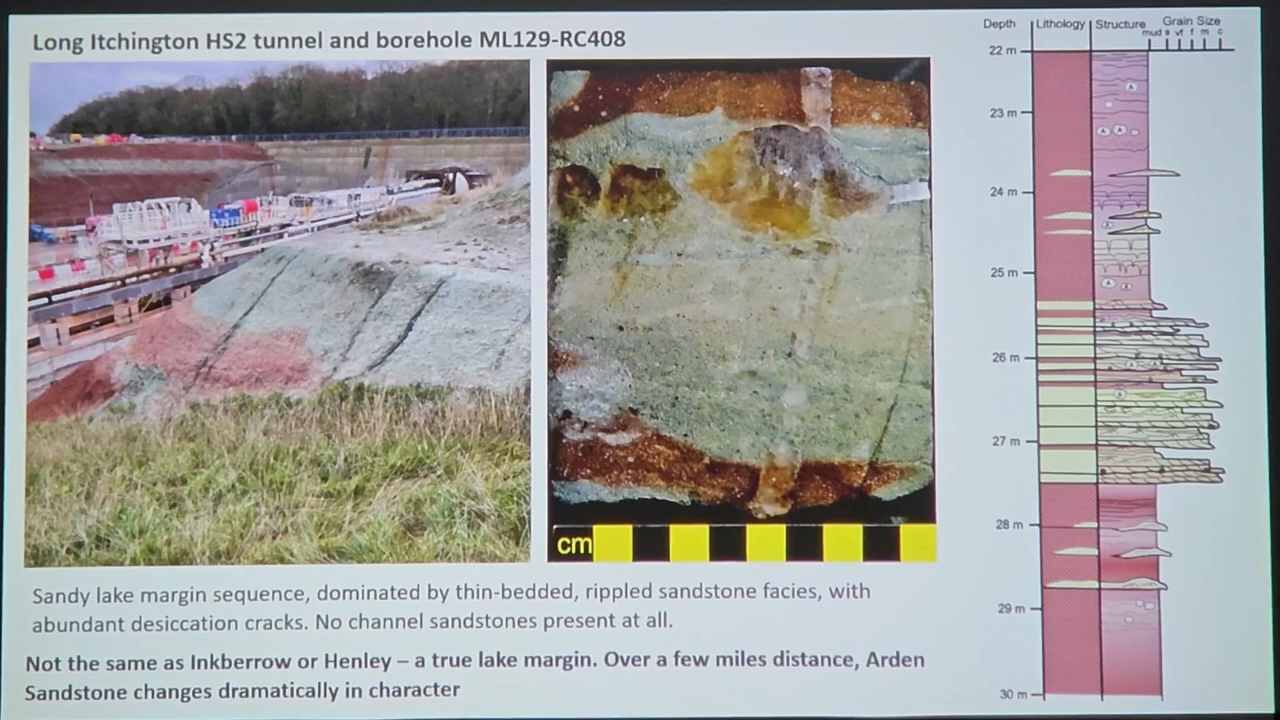 Long Itchington HS2 tunnel and borehole ML129-RC408
cm
Sandy lake margin sequence, dominated by thin-bedded, rippled sandstone facies, with
abundant desiccation cracks. No channel sandstones present at all.
Not the same as Inkberrow or Henley – a true lake margin. Over a few miles distance, Arden
Sandstone changes dramatically in character
Depth Lithology Structure Grain Size
mud s vf f m c
22 m
23 m
24 m
25 m
26 m
27 m
28 m
29 m
30 m